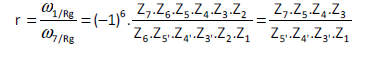 r = ω1/Rg / ω7/Rg = (-1)^6 . Z7.Z6.Z5.Z4.Z3.Z2 / Z6.Z5'.Z4'.Z3'.Z2.Z1 = Z7.Z5.Z4.Z3 / Z5'.Z4'.Z3'.Z1